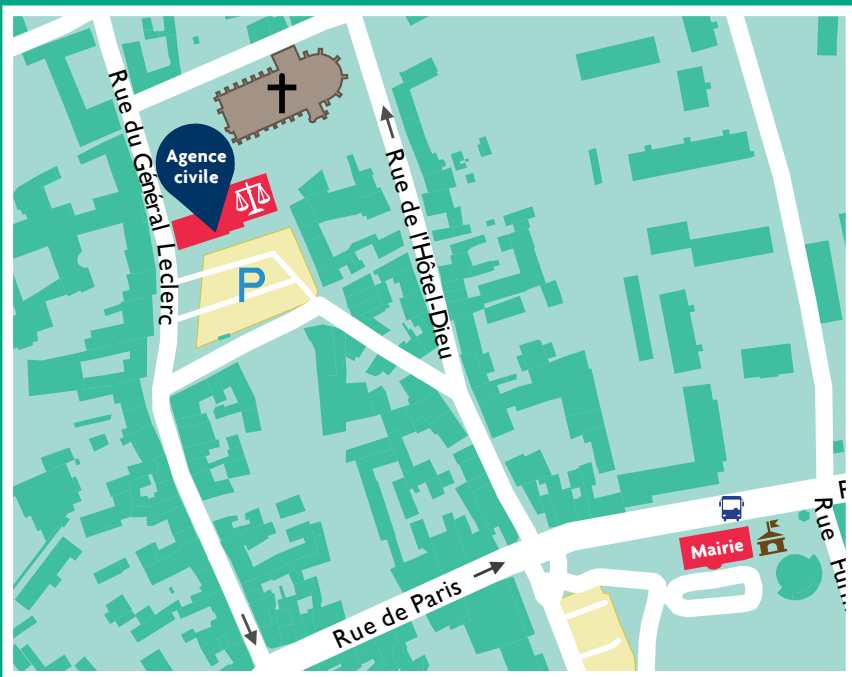 Rue du Général Leclerc
Agence
civile
Rue de l'Hôtel-Dieu
P
Rue de Paris
Mairie
Rue